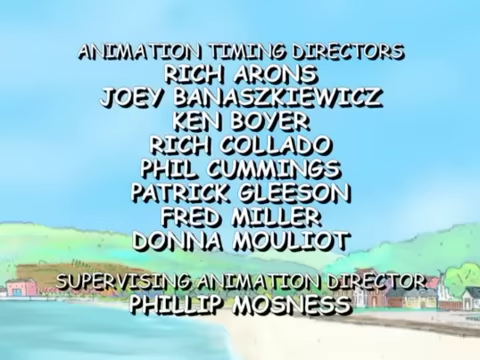 ANIMATION TIMING DIRECTORS
RICH ARONS
JOEY BANASZKIEWICZ
KEN BOYER
RICH COLLADO
PHIL CUMMINGS
PATRICK GLEESON
FRED MILLER
DONNA MOULIOT
SUPERVISING ANIMATION DIRECTOR
PHILLIP MOSNESS